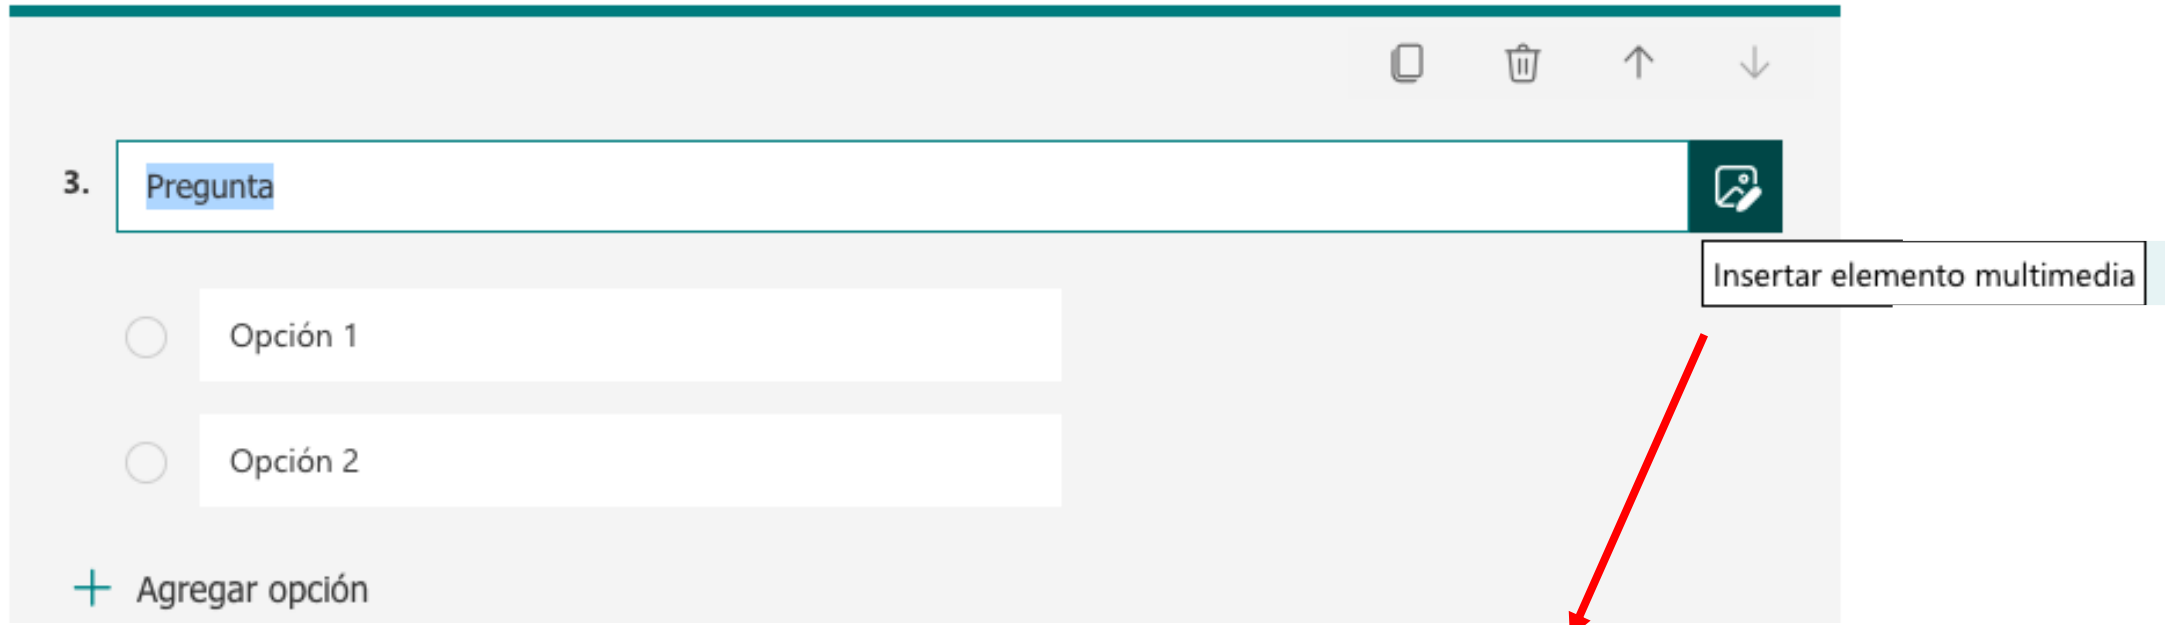 3. Pregunta
Insertar elemento multimedia
Opción 1
Opción 2
Agregar opción